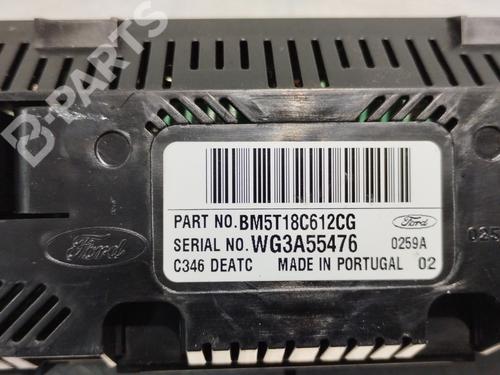 B-PARTS
PART NO. BM5T18C612CG
Ford
SERIAL NO. WG3A55476
0259A
C346 DEATC MADE IN PORTUGAL 02
Ford